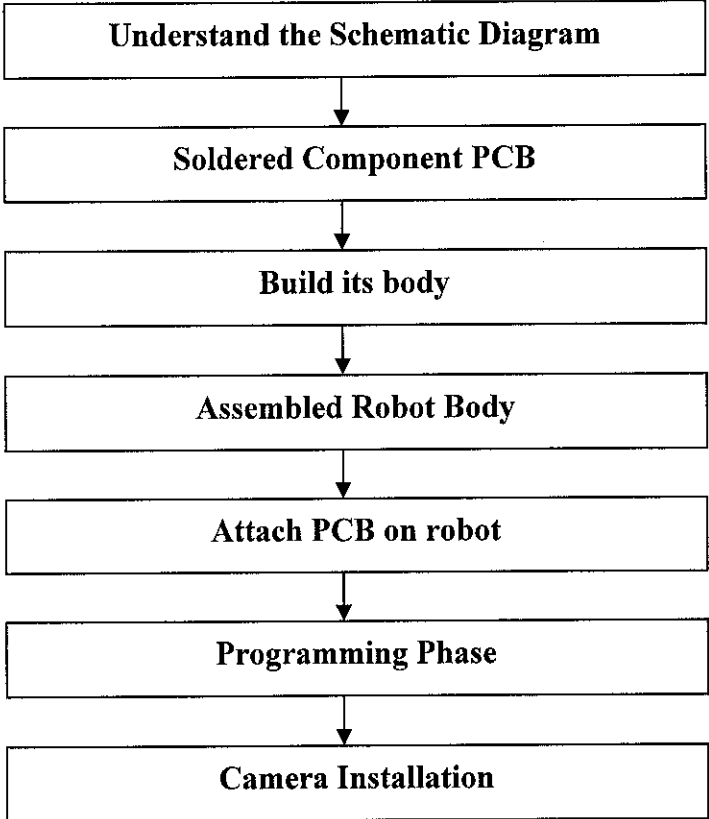 Understand the Schematic Diagram
Soldered Component PCB
Build its body
Assembled Robot Body
Attach PCB on robot
Programming Phase
Camera Installation